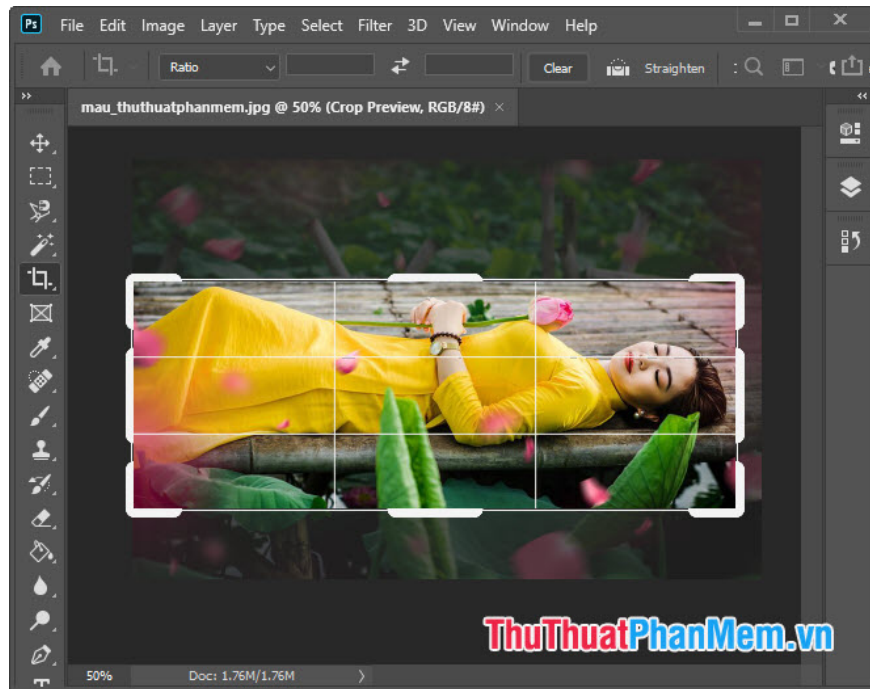 Ps File Edit Image Layer Type Select Filter 3D View Window Help
Ratio Clear Straighten
mau_thuthuatphanmem.jpg @ 50% (Crop Preview, RGB/8#) ×
ThuThuatPhanMem.vn
50% Doc: 1.76M/1.76M